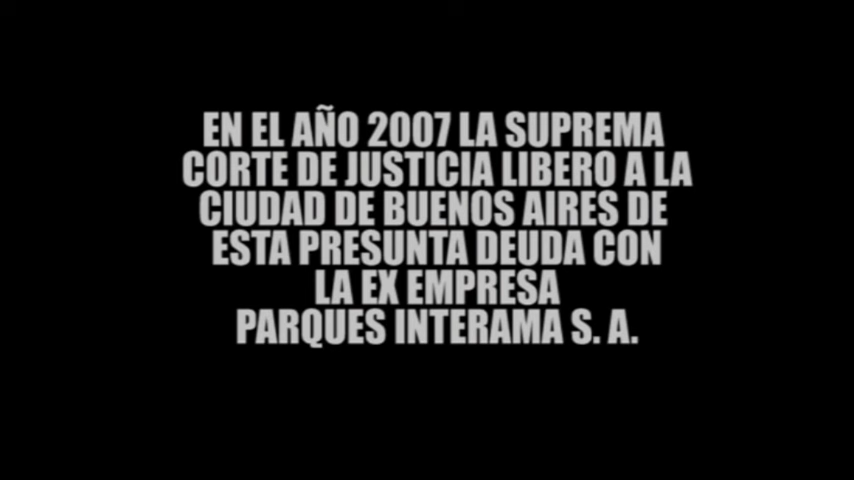 EN EL AÑO 2007 LA SUPREMA
CORTE DE JUSTICIA LIBERO A LA
CIUDAD DE BUENOS AIRES DE
ESTA PRESUNTA DEUDA CON
LA EX EMPRESA
PARQUES INTERAMA S. A.